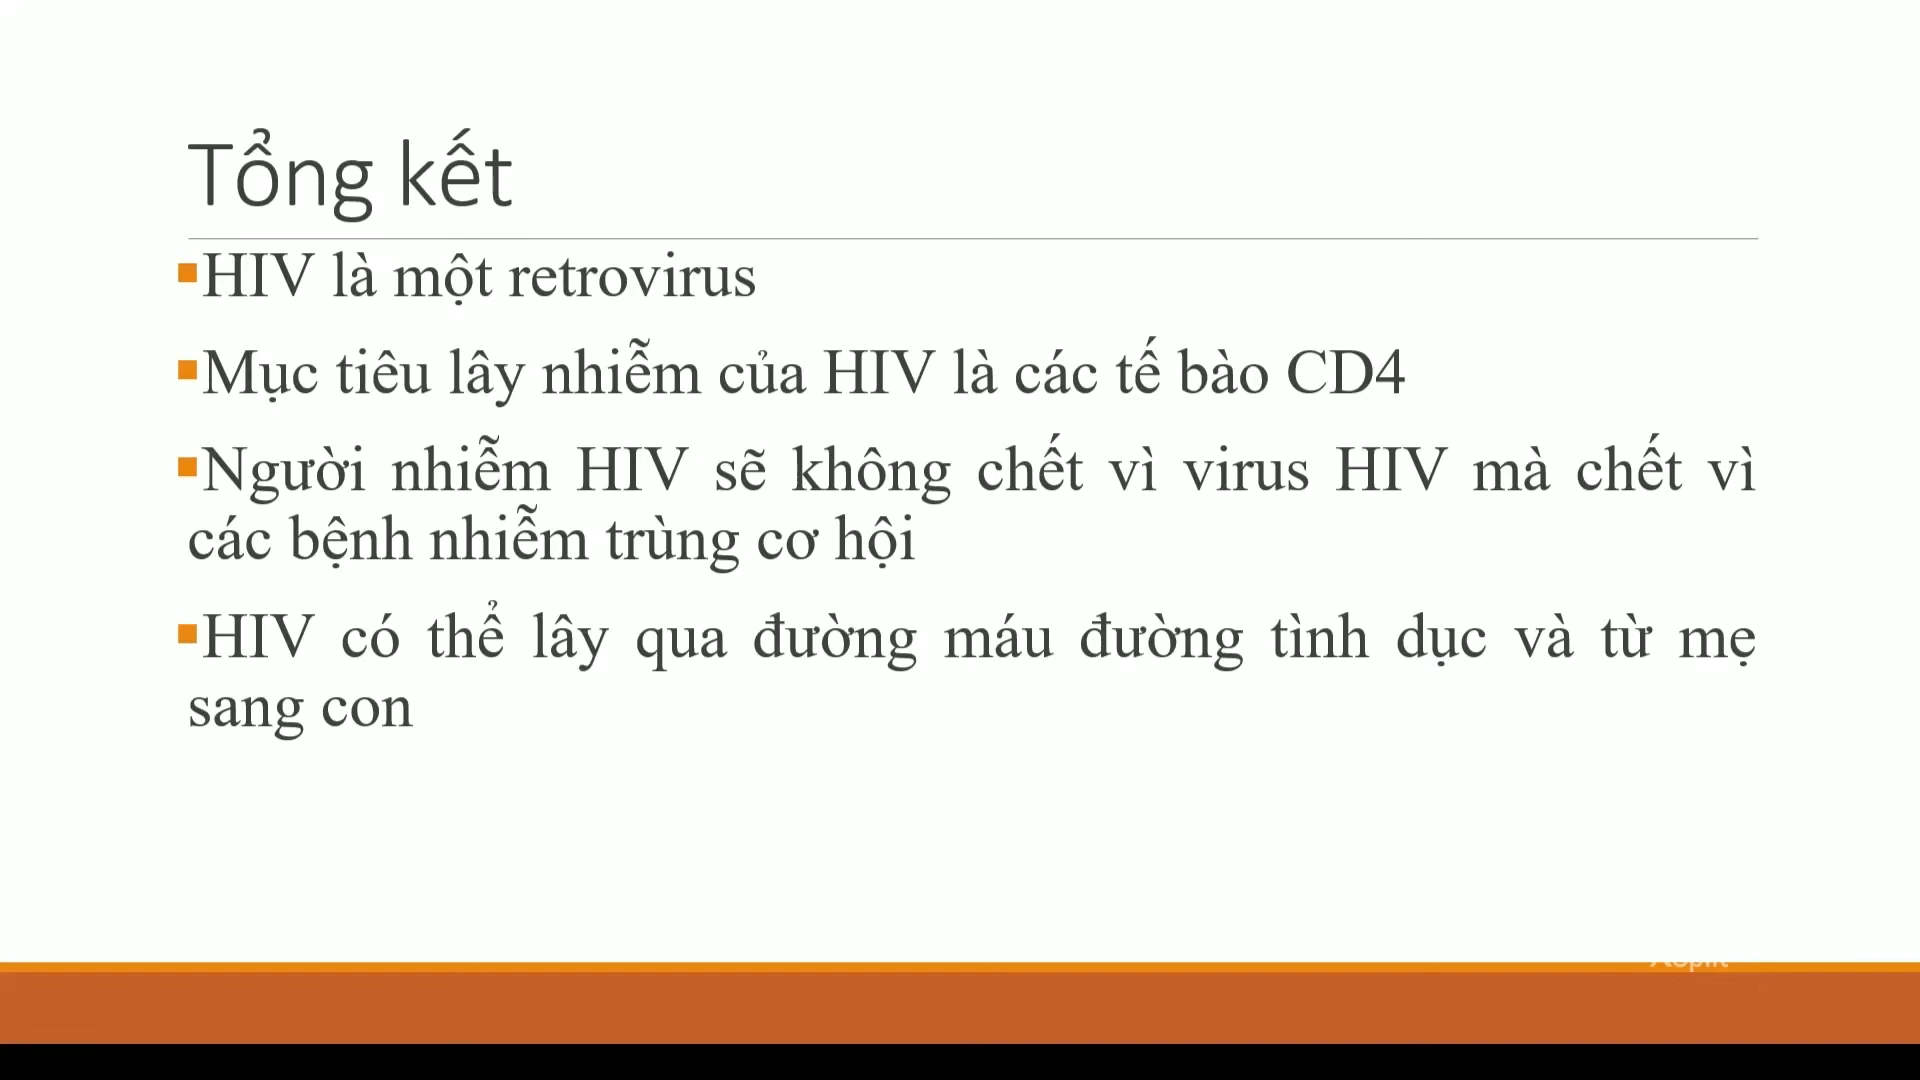 Tổng kết
HIV là một retrovirus
Mục tiêu lây nhiễm của HIV là các tế bào CD4
Người nhiễm HIV sẽ không chết vì virus HIV mà chết vì
các bệnh nhiễm trùng cơ hội
HIV có thể lây qua đường máu đường tình dục và từ mẹ
sang con